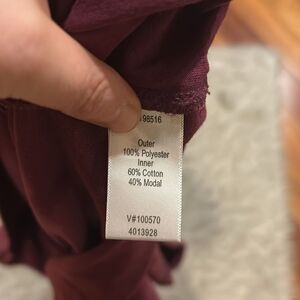 98516
Outer
100% Polyester
Inner
60% Cotton
40% Modal
V#100570
4013928